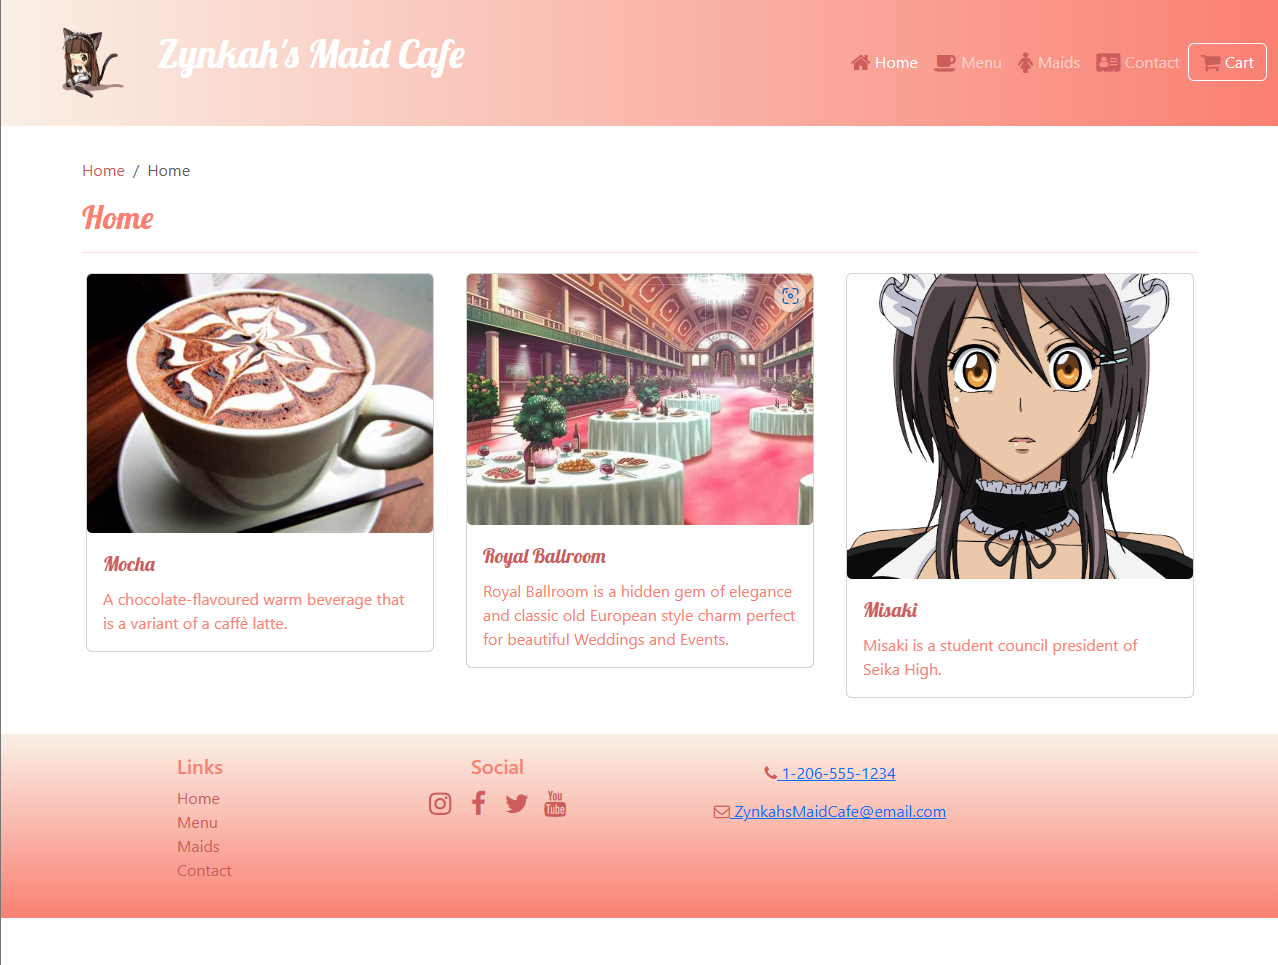 Zynkah's Maid Cafe
Home Menu Maids Contact Cart
Home / Home
Home
Mocha
A chocolate-flavoured warm beverage that
is a variant of a caffè latte.
Royal Ballroom
Royal Ballroom is a hidden gem of elegance
and classic old European style charm perfect
for beautiful Weddings and Events.
Misaki
Misaki is a student council president of
Seika High.
Links
Home
Menu
Maids
Contact
Social
You
Tube
1-206-555-1234
ZynkahsMaidCafe@email.com